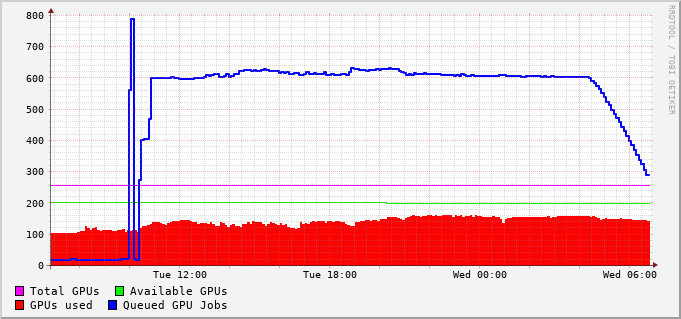 800
700
600
500
400
300
200
100
0
Tue 12:00 Tue 18:00 Wed 00:00 Wed 06:00
Total GPUs Available GPUs
GPUs used Queued GPU Jobs
RRDTOOL / TOBI OETIKER